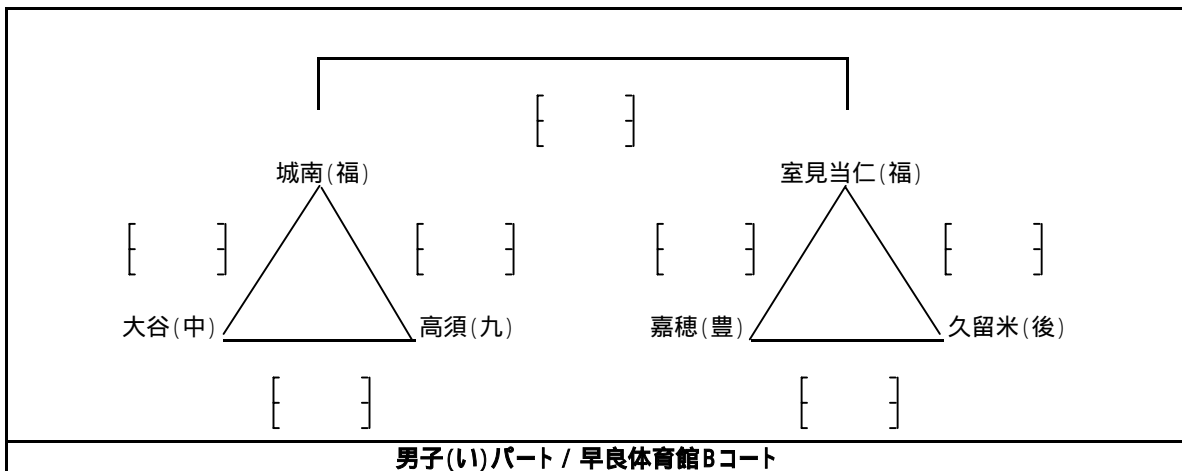 城南(福)
室見当仁(福)
大谷(中)
高須(九)
嘉穂(豊)
久留米(後)
男子(い)パート / 早良体育館Bコート